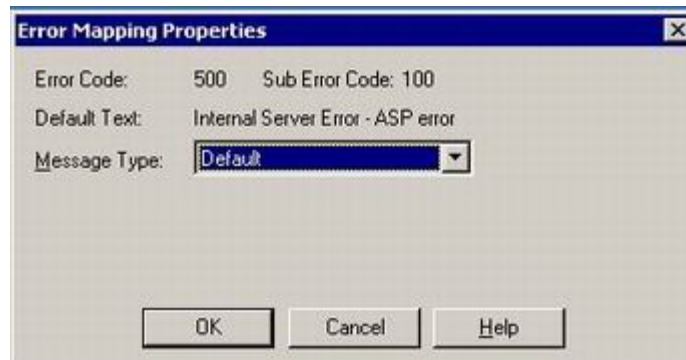 Error Mapping Properties
Error Code: 500 Sub Error Code: 100
Default Text: Internal Server Error - ASP error
Message Type: Default
OK Cancel Help